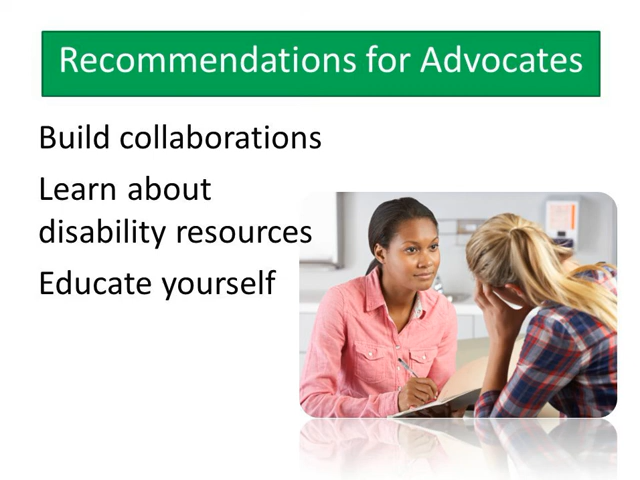 Recommendations for Advocates
Build collaborations
Learn about
disability resources
Educate yourself